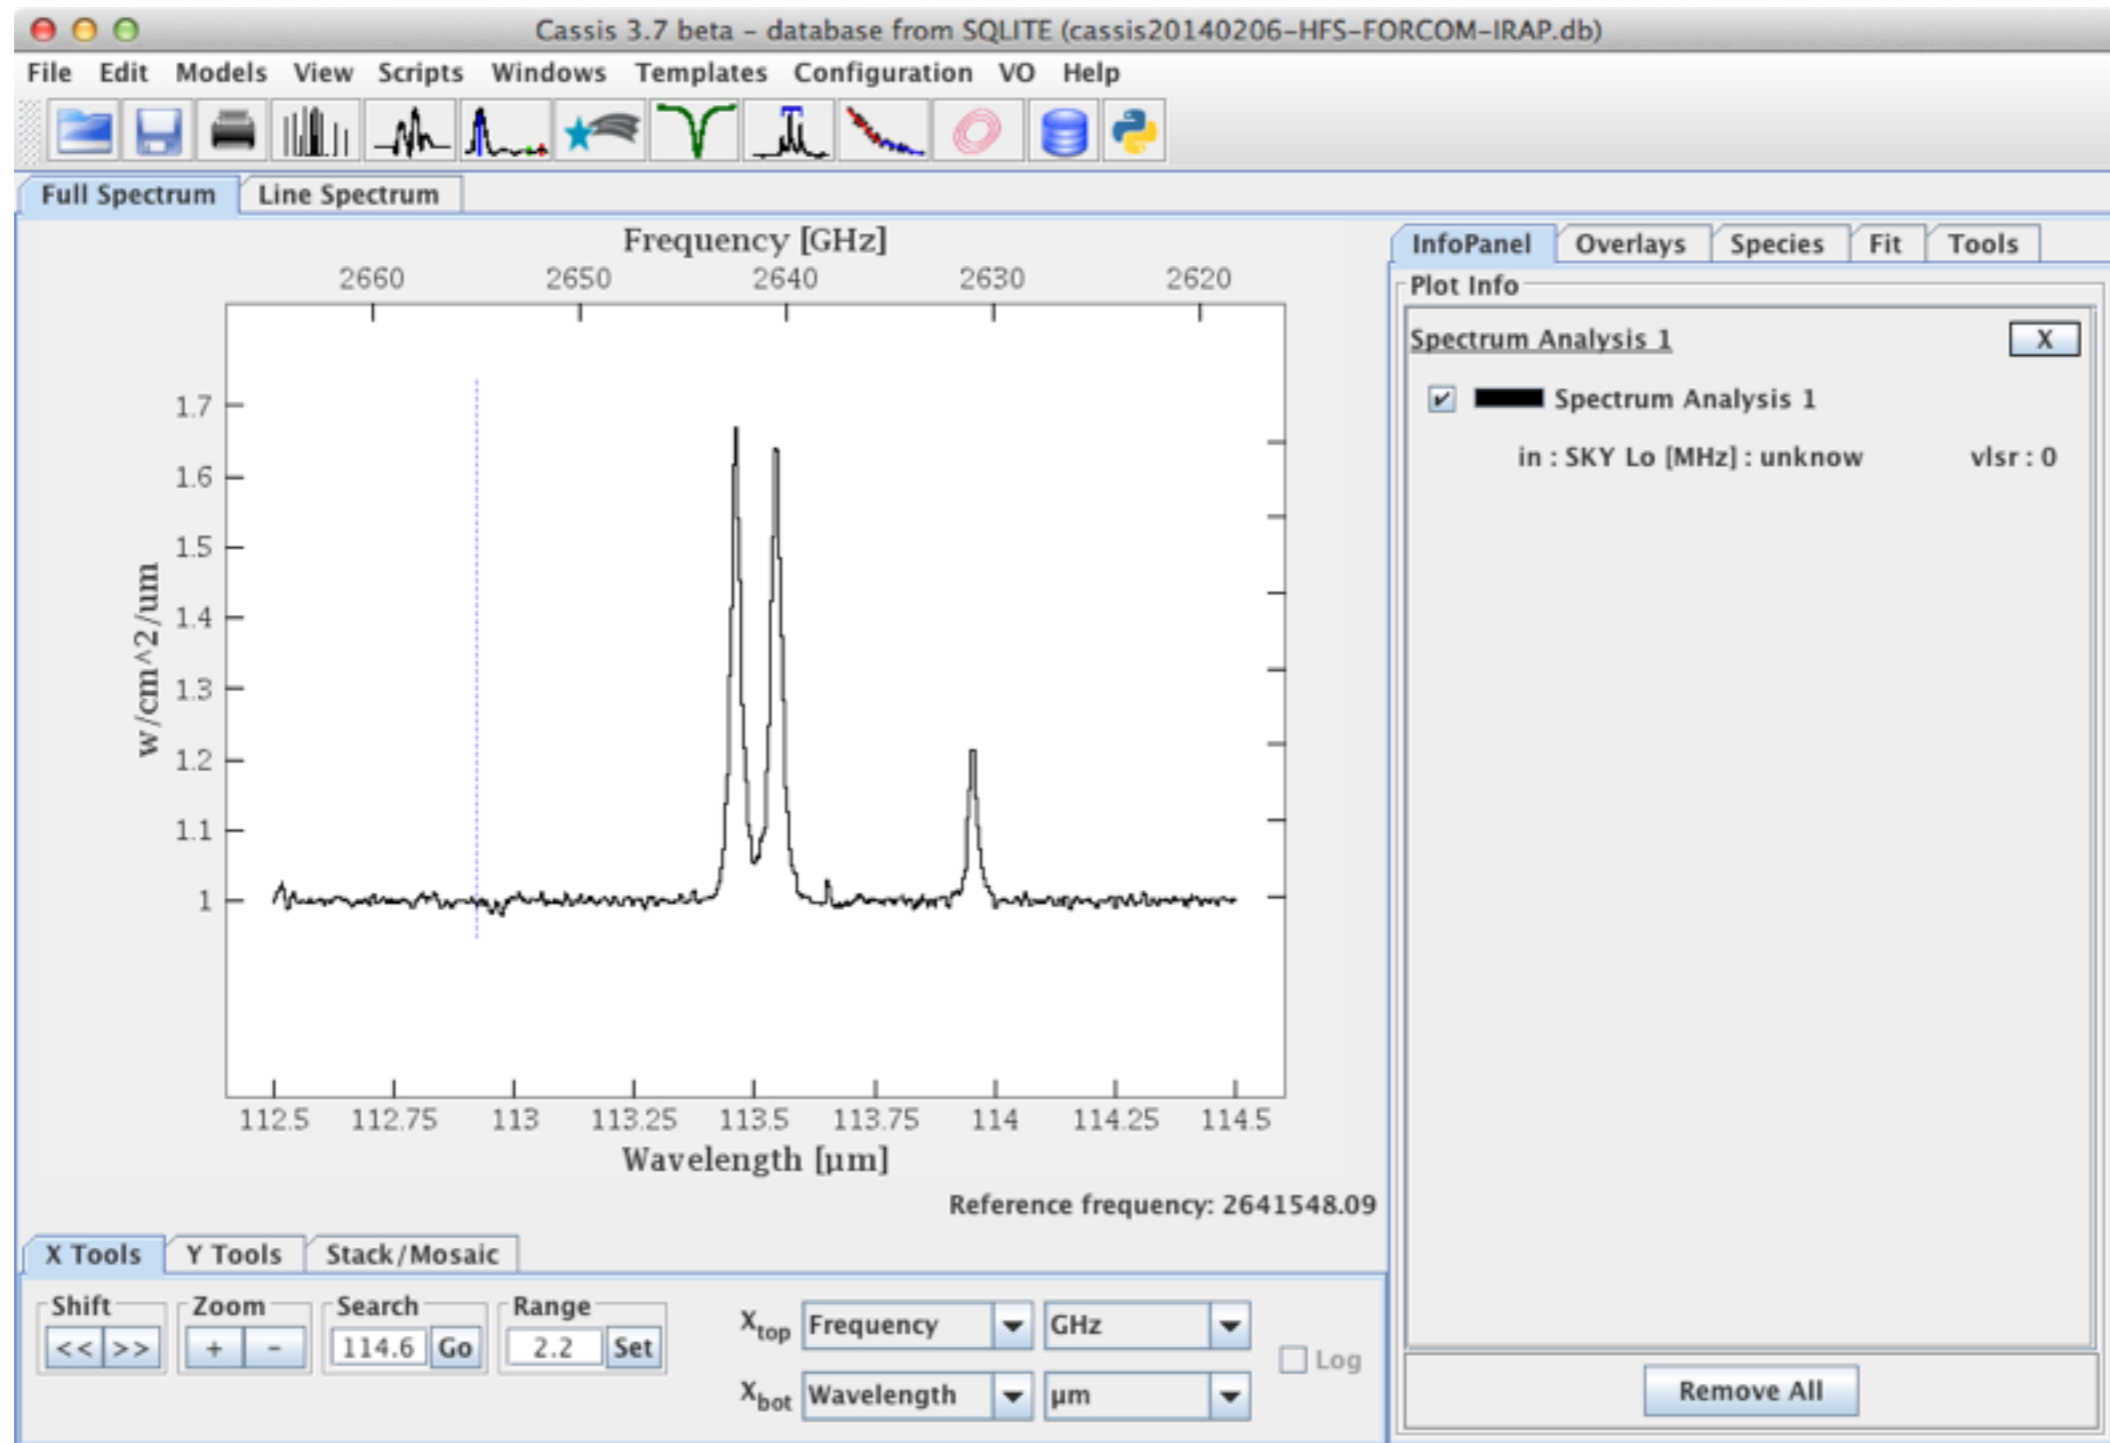 Cassis 3.7 beta - database from SQLITE (cassis20140206-HFS-FORCOM-IRAP.db)
File Edit Models View Scripts Windows Templates Configuration VO Help
Full Spectrum Line Spectrum
Frequency [GHz]
2660 2650 2640 2630 2620
1.7
1.6
1.5
1.4
1.3
1.2
1.1
1
w/cm^2/um
112.5 112.75 113 113.25 113.5 113.75 114 114.25 114.5
Wavelength [µm]
Reference frequency: 2641548.09
InfoPanel Overlays Species Fit Tools
Plot Info
Spectrum Analysis 1 X
Spectrum Analysis 1
in : SKY Lo [MHz] : unknow vlsr : 0
Remove All
X Tools Y Tools Stack/Mosaic
Shift Zoom Search Range
<< >> + - 114.6 Go 2.2 Set
Xtop Frequency GHz
Log
Xbot Wavelength µm